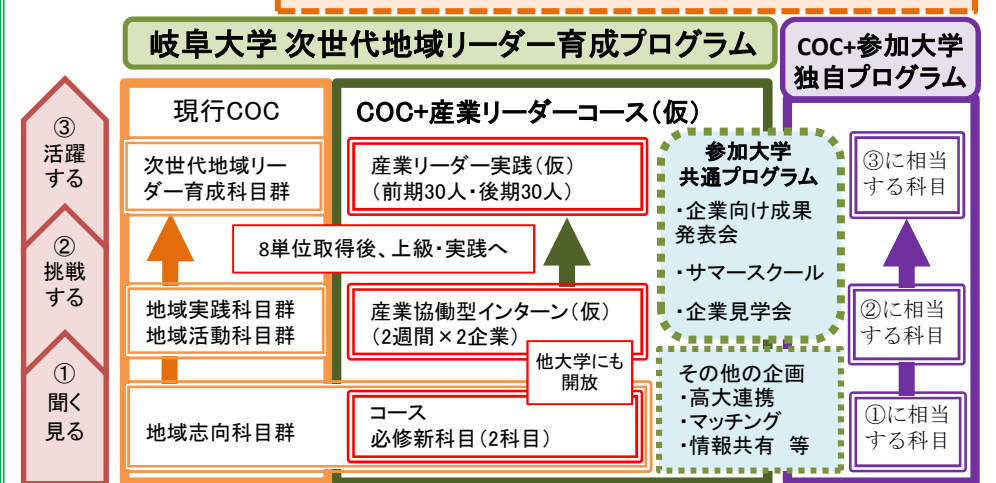 岐阜大学 次世代地域リーダー育成プログラム
COC+参加大学
独自プログラム
③
活躍
する
②
挑戦
する
①
聞く
見る
現行COC
次世代地域リー
ダー育成科目群
地域実践科目群
地域活動科目群
地域志向科目群
COC+産業リーダーコース(仮)
産業リーダー実践(仮)
(前期30人・後期30人)
8単位取得後、上級・実践へ
産業協働型インターン(仮)
(2週間×2企業)
他大学にも
開放
コース
必修新科目(2科目)
参加大学
共通プログラム
・企業向け成果
発表会
・サマースクール
・企業見学会
その他の企画
・高大連携
・マッチング
・情報共有 等
③に相当
する科目
②に相当
する科目
①に相当
する科目